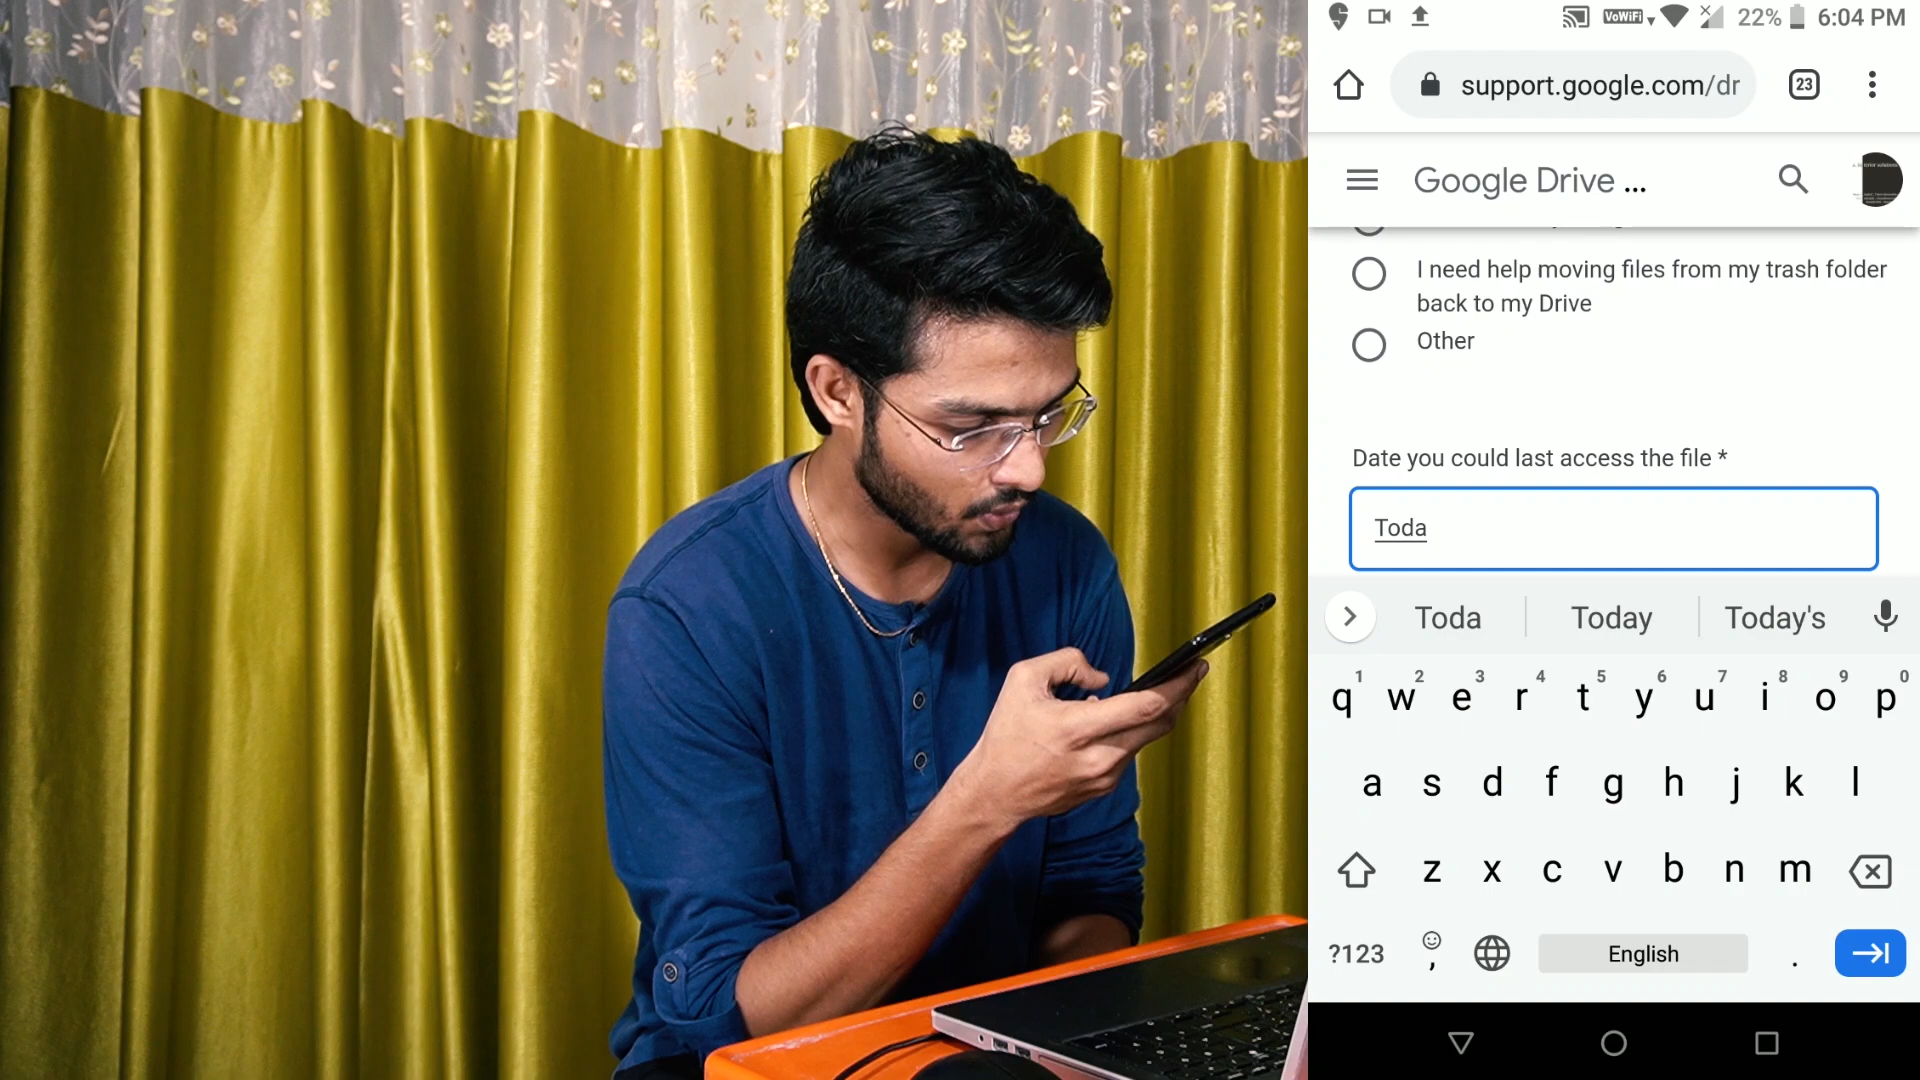 VoWiFi 22% 6:04 PM
support.google.com/dr 23
Google Drive ...
I need help moving files from my trash folder
back to my Drive
Other
Date you could last access the file *
Toda
Toda Today Today's
1 2 3 4 5 6 7 8 9 0
q w e r t y u i o p
a s d f g h j k l
z x c v b n m
?123 , English .